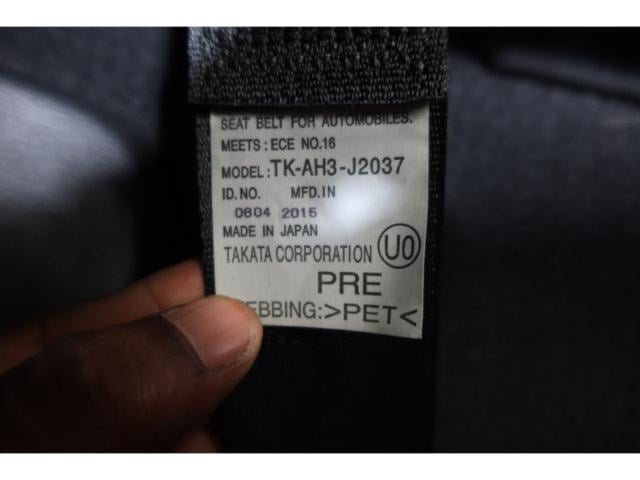 SEAT BELT FOR AUTOMOBILES.
MEETS: ECE NO.16
MODEL: TK-AH3-J2037
ID.NO. MFD.IN
0604 2015
MADE IN JAPAN
TAKATA CORPORATION U0
PRE
EBBING:>PET<